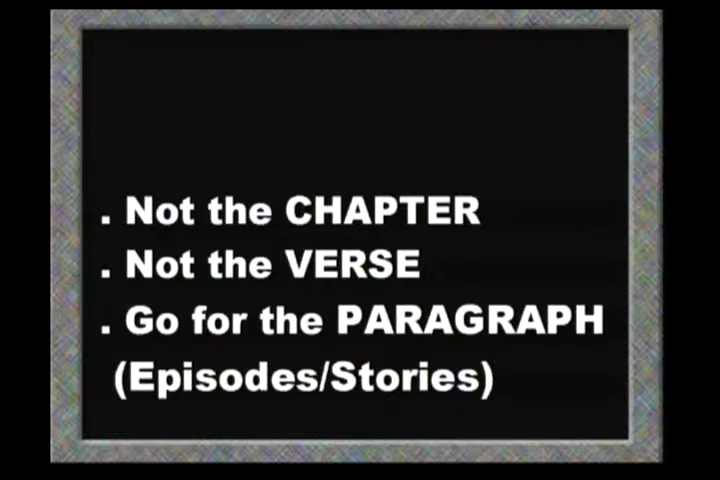 . Not the CHAPTER
. Not the VERSE
. Go for the PARAGRAPH
(Episodes/Stories)